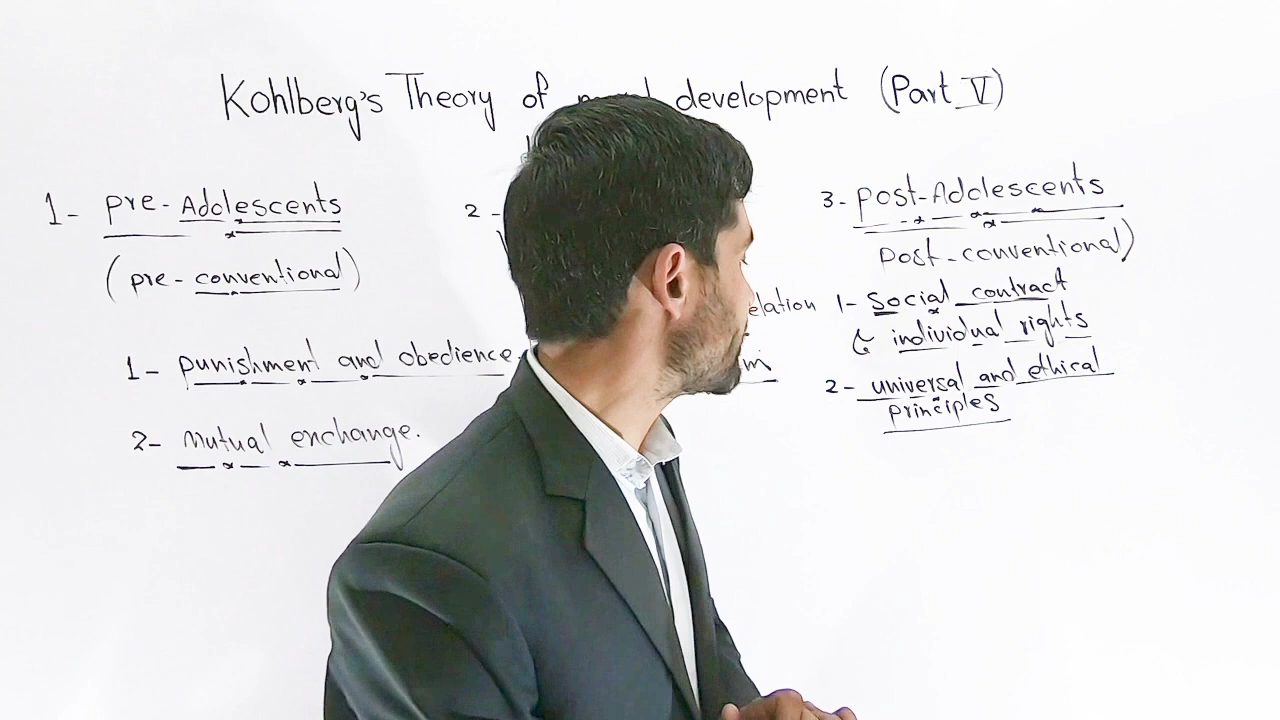 Kohlberg's Theory of development (Part V)
1- pre-Adolescents
(pre-conventional)
1- punishment and obedience.
2- Mutual exchange.
2-
3- post-Adolescents
post-conventional)
1- social contract
& individual rights
2- universal and ethical
principles